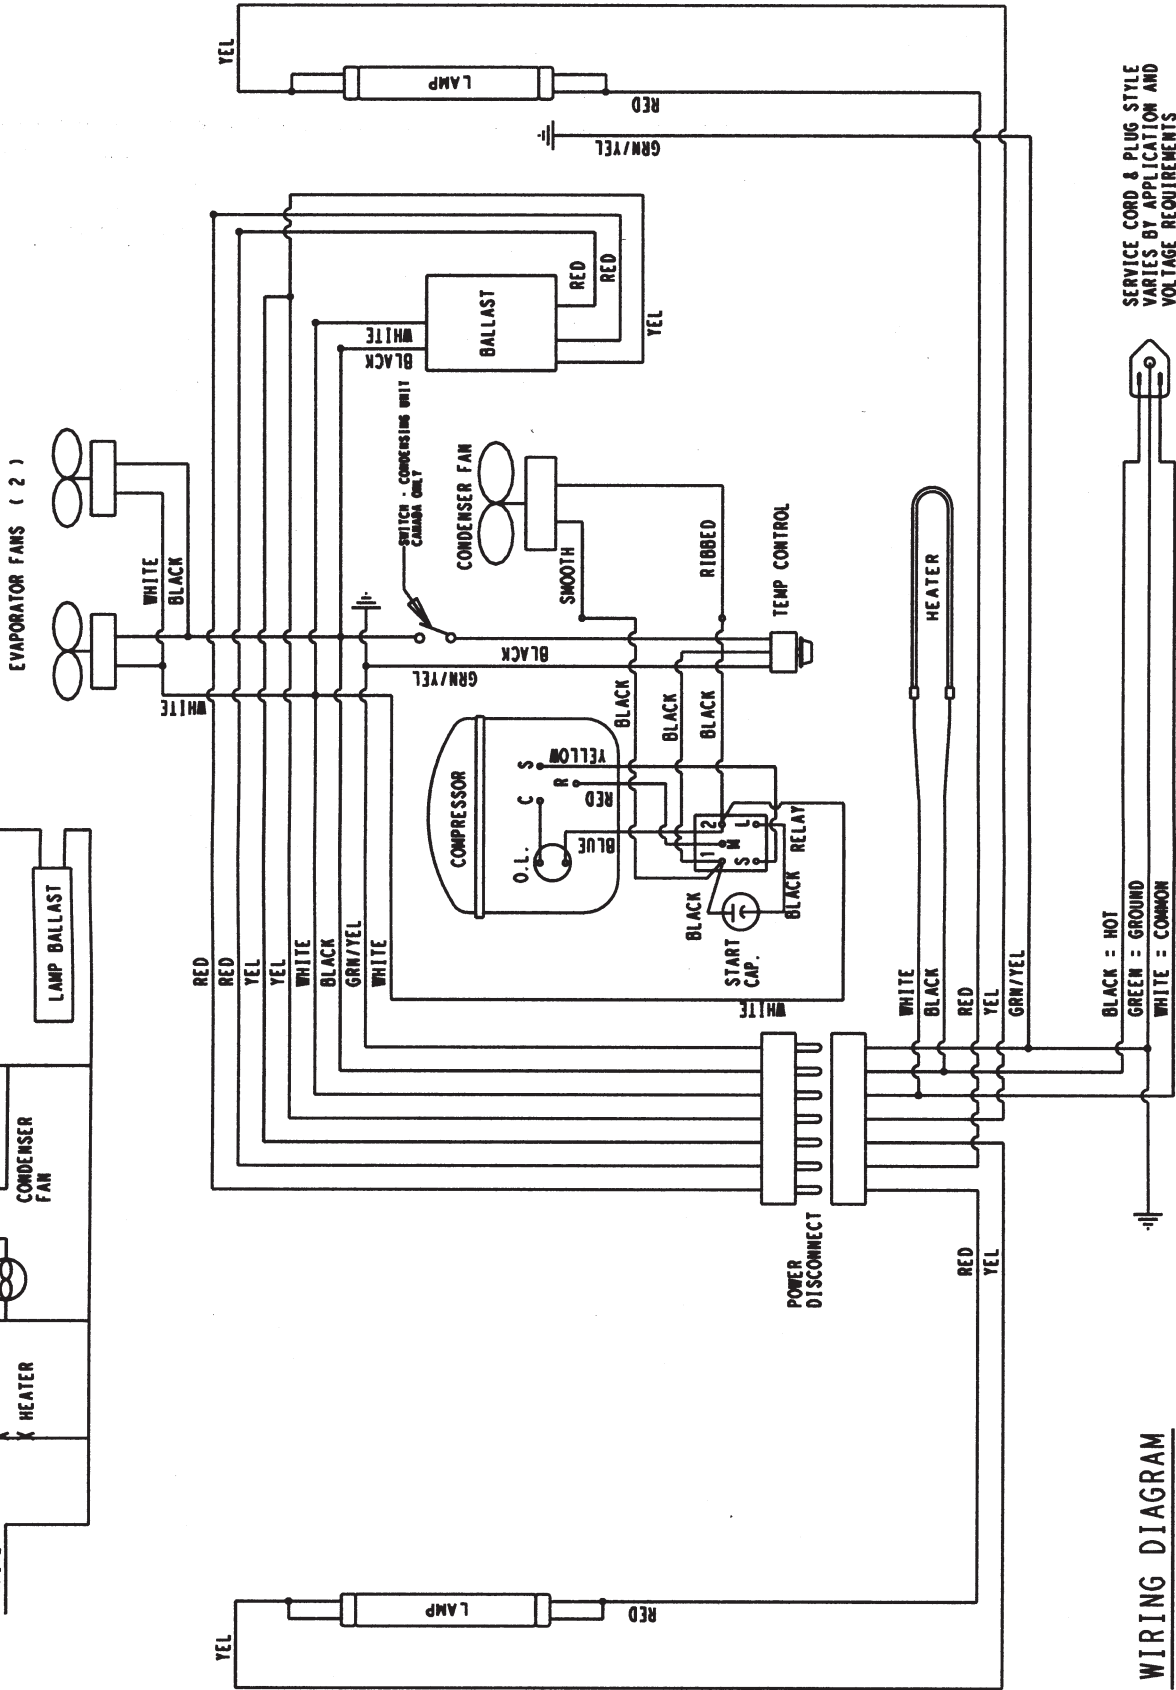 EVAPORATOR FANS ( 2 )
LAMP BALLAST
CONDENSER
FAN
HEATER
YEL
LAMP
RED
GRN/YEL
WHITE
BLACK
WHITE
BLACK
BALLAST
RED
RED
YEL
WHITE
BLACK
SWITCH - CONDENSING UNIT
CANADA ONLY
CONDENSER FAN
SMOOTH
RIBBED
TEMP CONTROL
BLACK
GRN/YEL
BLACK
BLACK
BLACK
COMPRESSOR
S
R
C
O.L.
YELLOW
RED
BLUE
1
2
M
S
L
RELAY
BLACK
BLACK
START
CAP.
WHITE
RED
RED
YEL
YEL
WHITE
BLACK
GRN/YEL
WHITE
HEATER
WHITE
BLACK
RED
YEL
GRN/YEL
POWER
DISCONNECT
RED
YEL
YEL
LAMP
RED
SERVICE CORD & PLUG STYLE
VARIES BY APPLICATION AND
VOLTAGE REQUIREMENTS
BLACK = HOT
GREEN = GROUND
WHITE = COMMON
WIRING DIAGRAM